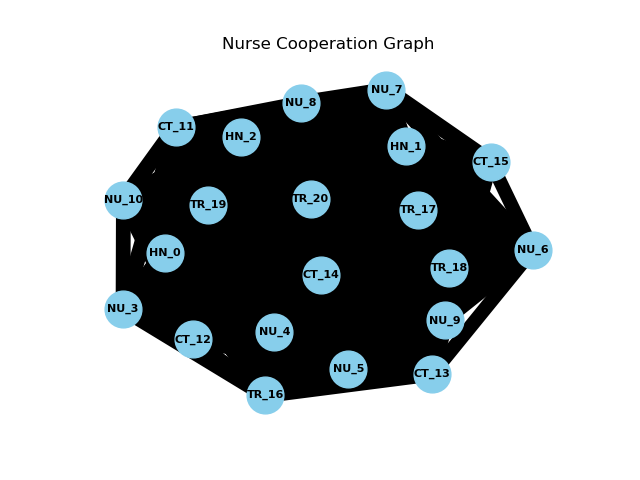 Nurse Cooperation Graph
NU_7
NU_8
CT_11
HN_2
HN_1
CT_15
NU_10
TR_19
TR_20
TR_17
HN_0
NU_6
CT_14
TR_18
NU_3
NU_9
CT_12
NU_4
NU_5
CT_13
TR_16